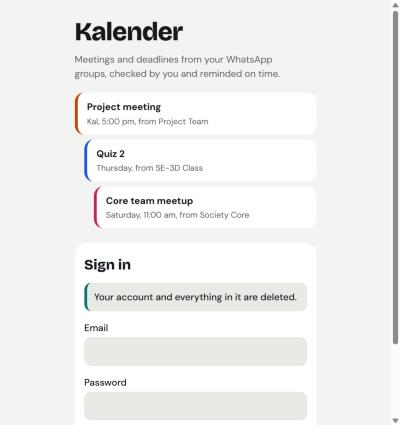 Kalender
Meetings and deadlines from your WhatsApp
groups, checked by you and reminded on time.
Project meeting
Kal, 5:00 pm, from Project Team
Quiz 2
Thursday, from SE-3D Class
Core team meetup
Saturday, 11:00 am, from Society Core
Sign in
Your account and everything in it are deleted.
Email
Password